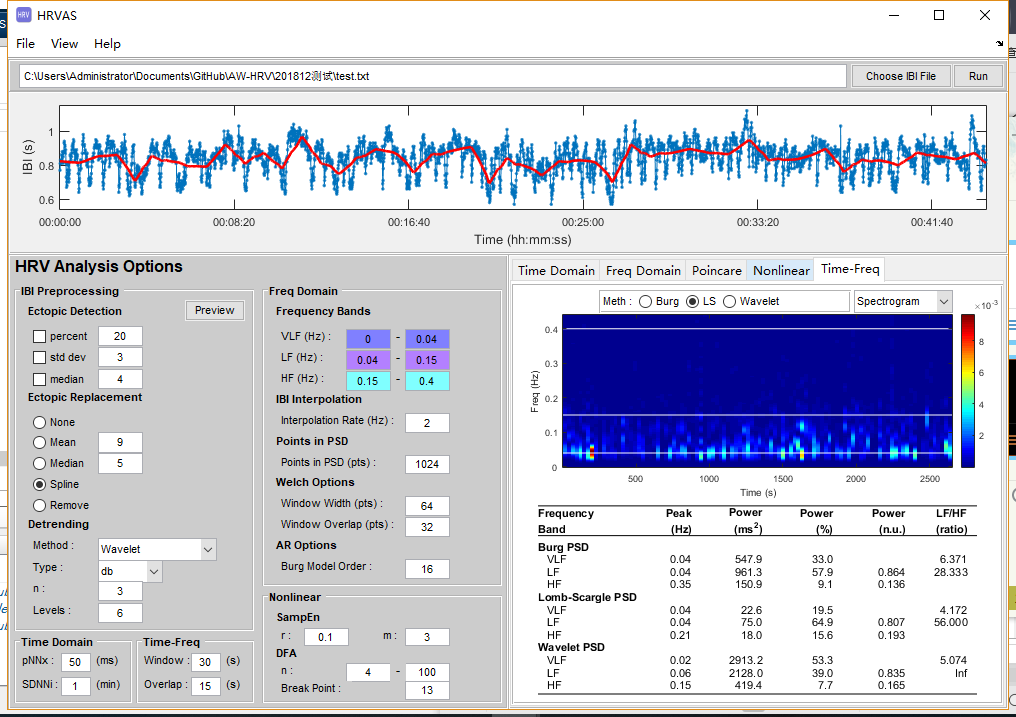 HRV HRVAS
File View Help
C:\Users\Administrator\Documents\GitHub\AW-HRV\201812测试\test.txt Choose IBI File Run
IBI (s)
1
0.8
0.6
00:00:00 00:08:20 00:16:40 00:25:00 00:33:20 00:41:40
Time (hh:mm:ss)
HRV Analysis Options
IBI Preprocessing
Ectopic Detection Preview
percent 20
std dev 3
median 4
Ectopic Replacement
None
Mean 9
Median 5
Spline
Remove
Detrending
Method : Wavelet
Type : db
n : 3
Levels : 6
Time Domain
pNNx : 50 (ms)
SDNNi : 1 (min)
Time-Freq
Window : 30 (s)
Overlap : 15 (s)
Freq Domain
Frequency Bands
VLF (Hz) : 0 - 0.04
LF (Hz) : 0.04 - 0.15
HF (Hz) : 0.15 - 0.4
IBI Interpolation
Interpolation Rate (Hz) : 2
Points in PSD
Points in PSD (pts) : 1024
Welch Options
Window Width (pts) : 64
Window Overlap (pts) : 32
AR Options
Burg Model Order : 16
Nonlinear
SampEn
r : 0.1 m : 3
DFA
n : 4 - 100
Break Point : 13
Time Domain Freq Domain Poincare Nonlinear Time-Freq
Meth : Burg LS Wavelet Spectrogram
×10⁻³
Freq (Hz)
0.4
0.3
0.2
0.1
0
8
6
4
2
500 1000 1500 2000 2500
Time (s)
Frequency Peak Power Power Power LF/HF
Band (Hz) (ms²) (%) (n.u.) (ratio)
Burg PSD
VLF 0.04 547.9 33.0 6.371
LF 0.04 961.3 57.9 0.864 28.333
HF 0.35 150.9 9.1 0.136
Lomb-Scargle PSD
VLF 0.04 22.6 19.5 4.172
LF 0.04 75.0 64.9 0.807 56.000
HF 0.21 18.0 15.6 0.193
Wavelet PSD
VLF 0.02 2913.2 53.3 5.074
LF 0.06 2128.0 39.0 0.835 Inf
HF 0.15 419.4 7.7 0.165